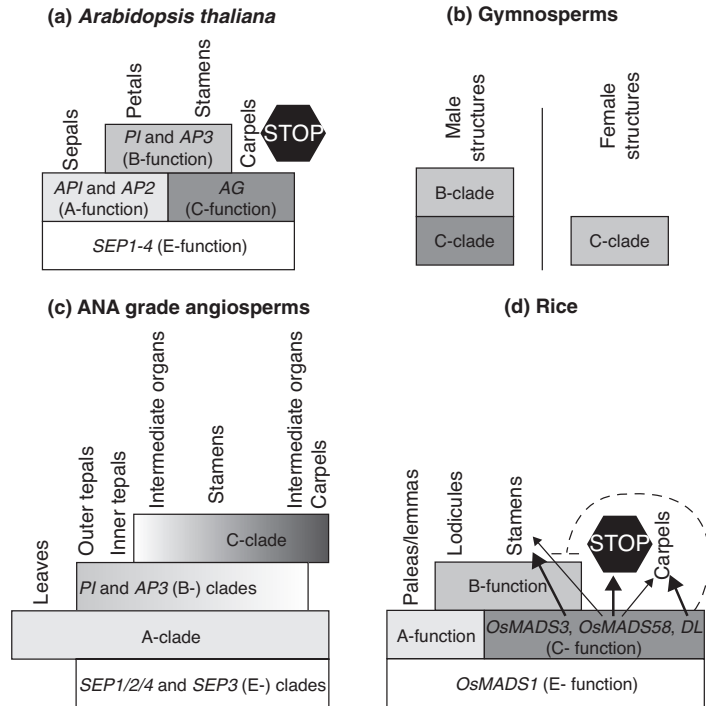 (a) Arabidopsis thaliana
Sepals
Petals
Stamens
Carpels
STOP
PI and AP3
(B-function)
API and AP2
(A-function)
AG
(C-function)
SEP1-4 (E-function)
(b) Gymnosperms
Male
structures
Female
structures
B-clade
C-clade
C-clade
(c) ANA grade angiosperms
Leaves
Outer tepals
Inner tepals
Intermediate organs
Stamens
Intermediate organs
Carpels
C-clade
PI and AP3 (B-) clades
A-clade
SEP1/2/4 and SEP3 (E-) clades
(d) Rice
Paleas/lemmas
Lodicules
Stamens
STOP
Carpels
B-function
A-function
OsMADS3, OsMADS58, DL
(C- function)
OsMADS1 (E- function)